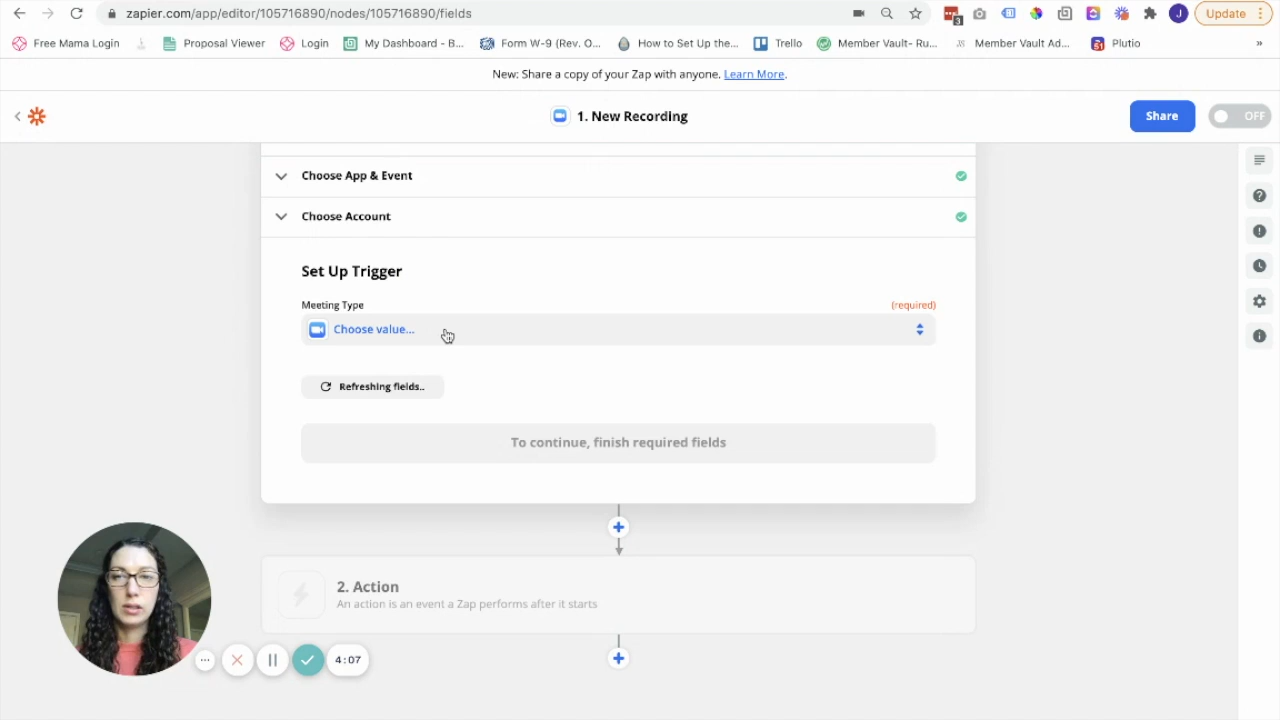 zapier.com/app/editor/105716890/nodes/105716890/fields
3
J
Update
Free Mama Login
Proposal Viewer
Login
My Dashboard - B...
Form W-9 (Rev. O...
How to Set Up the...
Trello
Member Vault- Ru...
JS
Member Vault Ad...
51
Plutio
»
New: Share a copy of your Zap with anyone. Learn More.
1. New Recording
Share
OFF
Choose App & Event
Choose Account
Set Up Trigger
Meeting Type
(required)
Choose value...
Refreshing fields..
To continue, finish required fields
2. Action
An action is an event a Zap performs after it starts
4:07